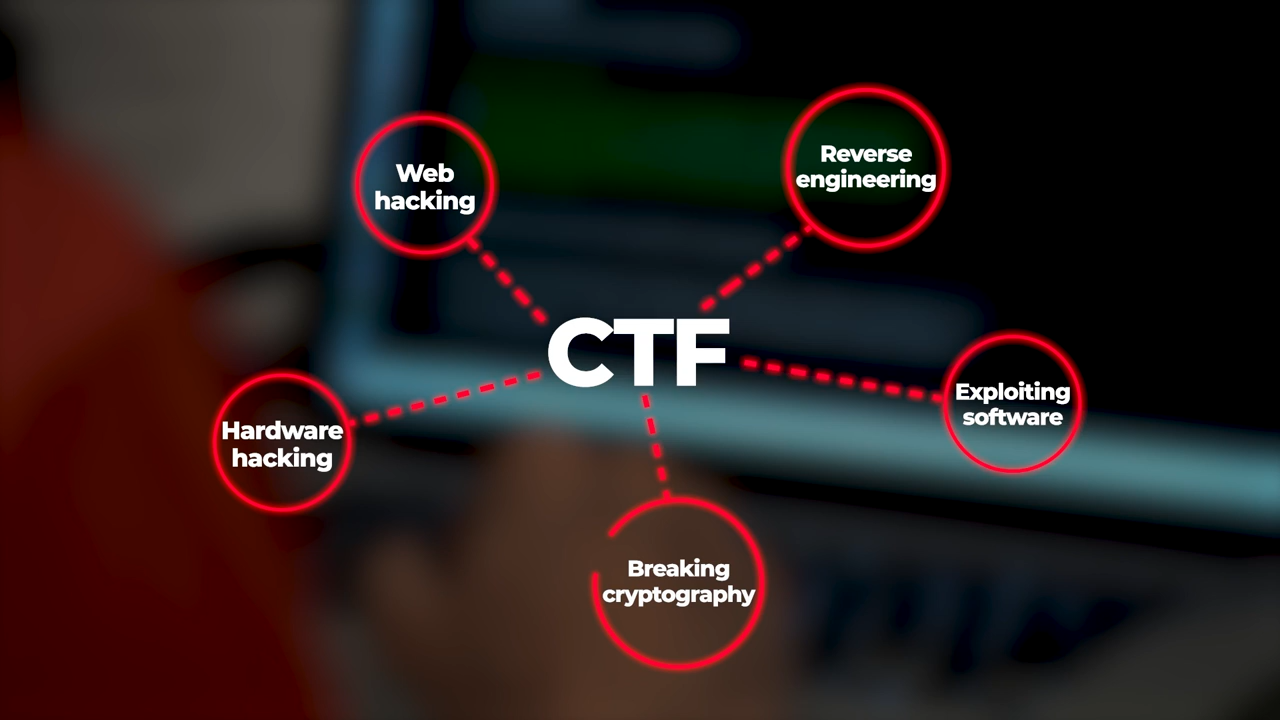 Web
hacking
Reverse
engineering
CTF
Exploiting
software
Hardware
hacking
Breaking
cryptography